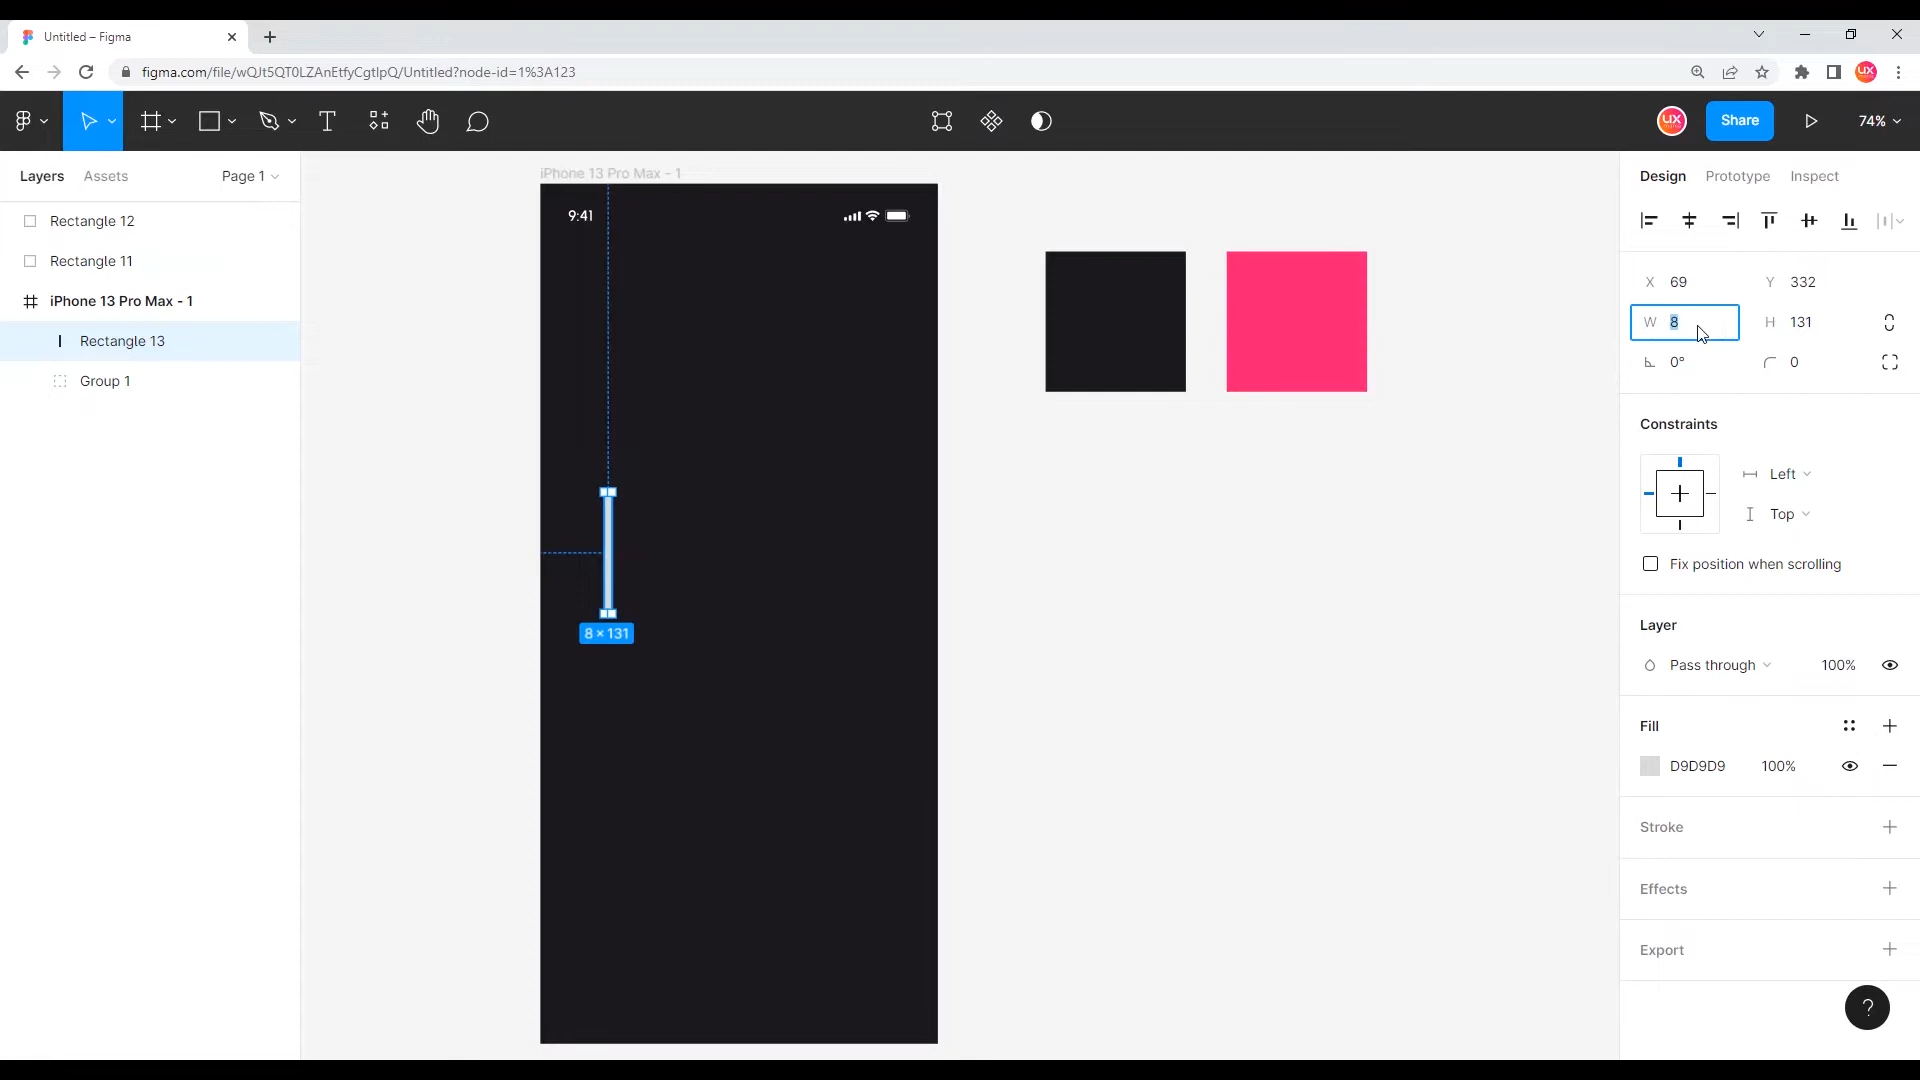 Untitled – Figma
figma.com/file/wQJt5QT0LZAnEtfyCgtIpQ/Untitled?node-id=1%3A123
ux
Share
74%
Layers
Assets
Page 1
Rectangle 12
Rectangle 11
iPhone 13 Pro Max - 1
Rectangle 13
Group 1
iPhone 13 Pro Max - 1
9:41
8 × 131
Design
Prototype
Inspect
X 69
Y 332
W 8
H 131
0°
0
Constraints
Left
Top
Fix position when scrolling
Layer
Pass through
100%
Fill
D9D9D9
100%
Stroke
Effects
Export
?